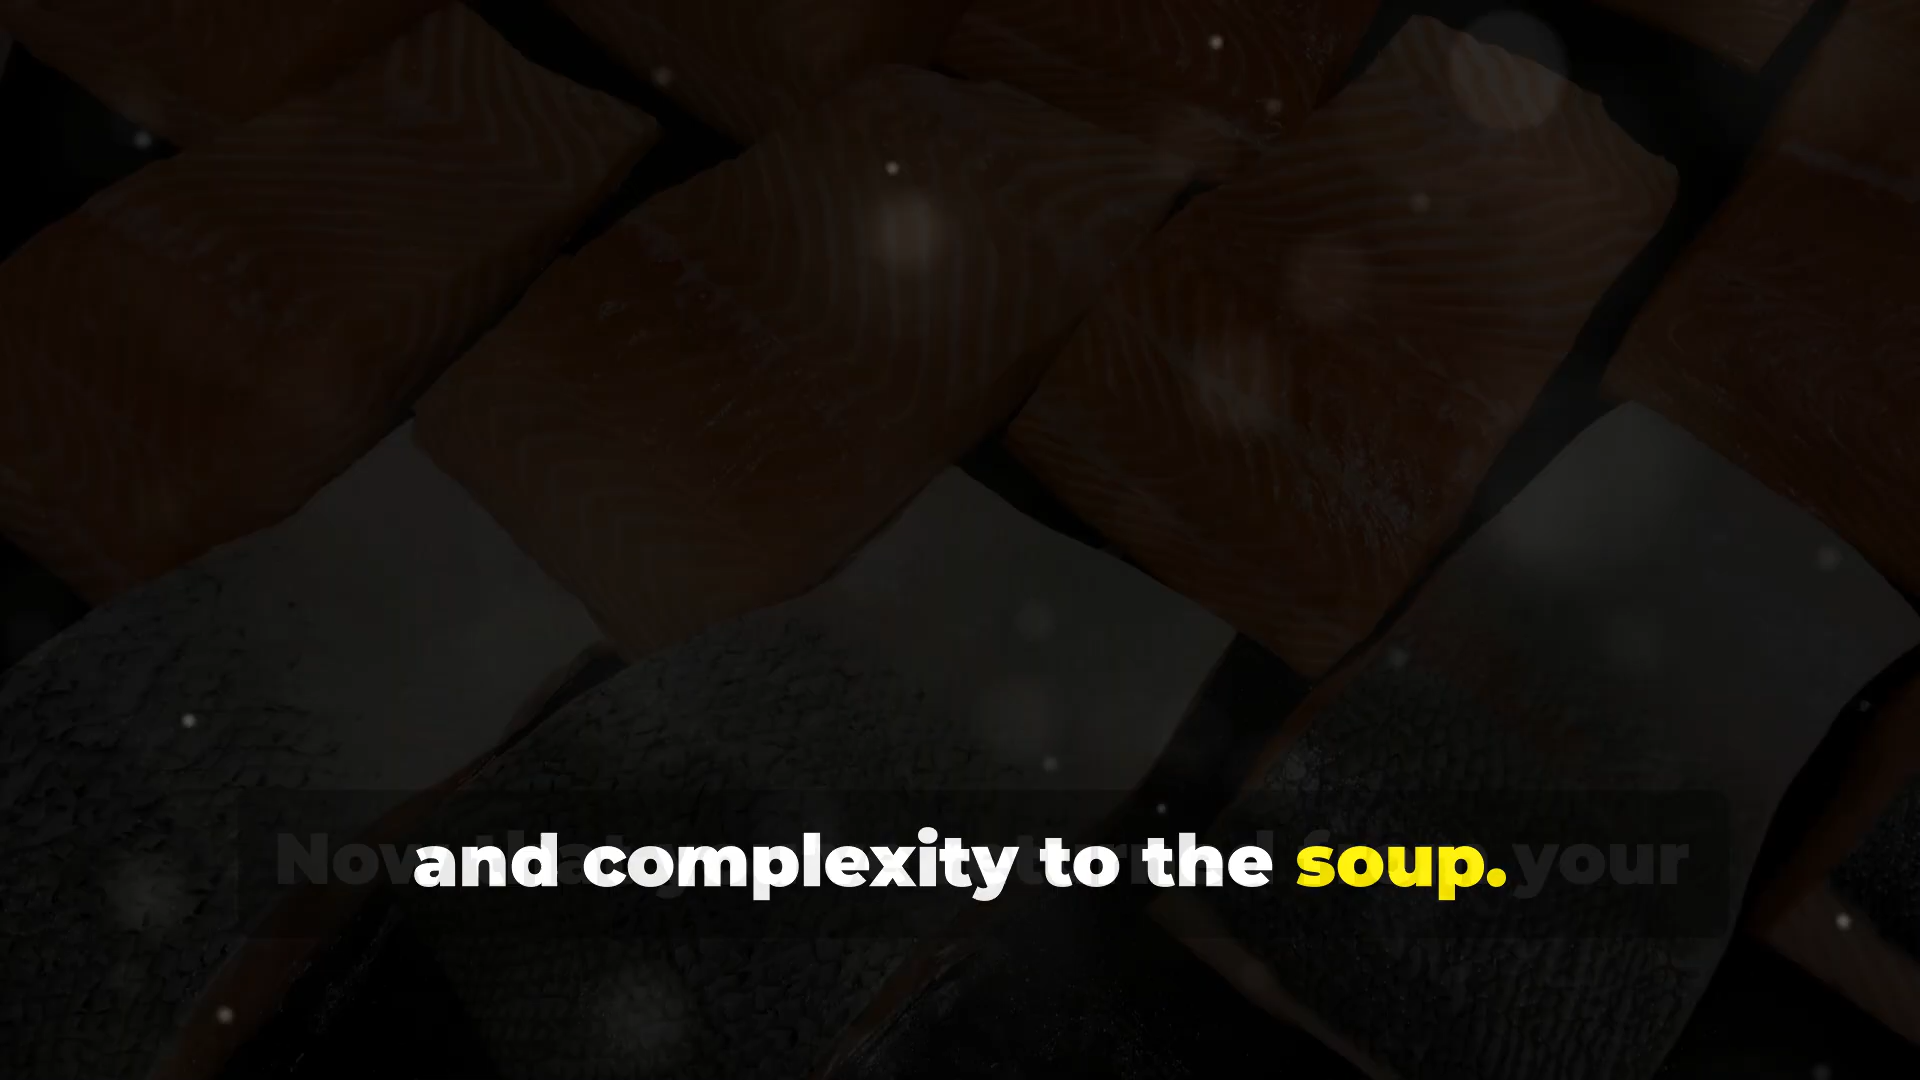 and complexity to the soup.